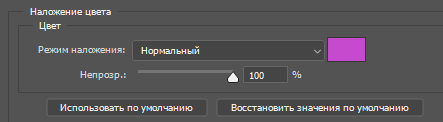 Наложение цвета
Цвет
Режим наложения: Нормальный
Непрозр.: 100 %
Использовать по умолчанию Восстановить значения по умолчанию